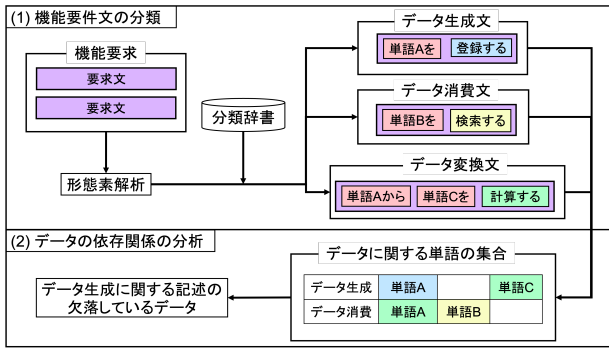 (1) 機能要件文の分類
機能要求
要求文
要求文
形態素解析
分類辞書
データ生成文
単語Aを 登録する
データ消費文
単語Bを 検索する
データ変換文
単語Aから 単語Cを 計算する
(2) データの依存関係の分析
データに関する単語の集合
データ生成 単語A 単語C
データ消費 単語A 単語B
データ生成に関する記述の
欠落しているデータ